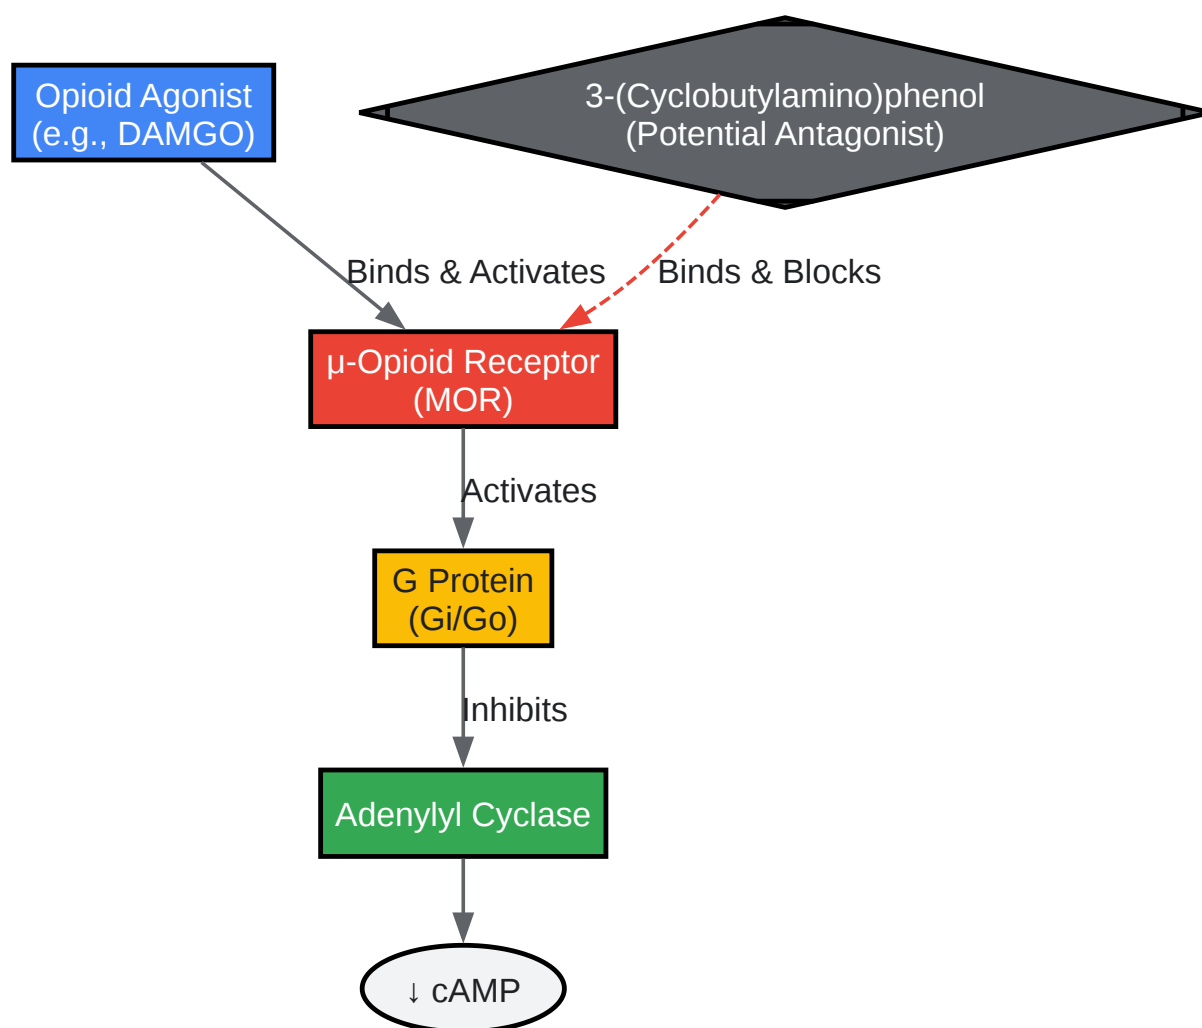 Opioid Agonist
(e.g., DAMGO)
3-(Cyclobutylamino)phenol
(Potential Antagonist)
Binds & Activates
Binds & Blocks
μ-Opioid Receptor
(MOR)
Activates
G Protein
(Gi/Go)
Inhibits
Adenylyl Cyclase
↓ cAMP